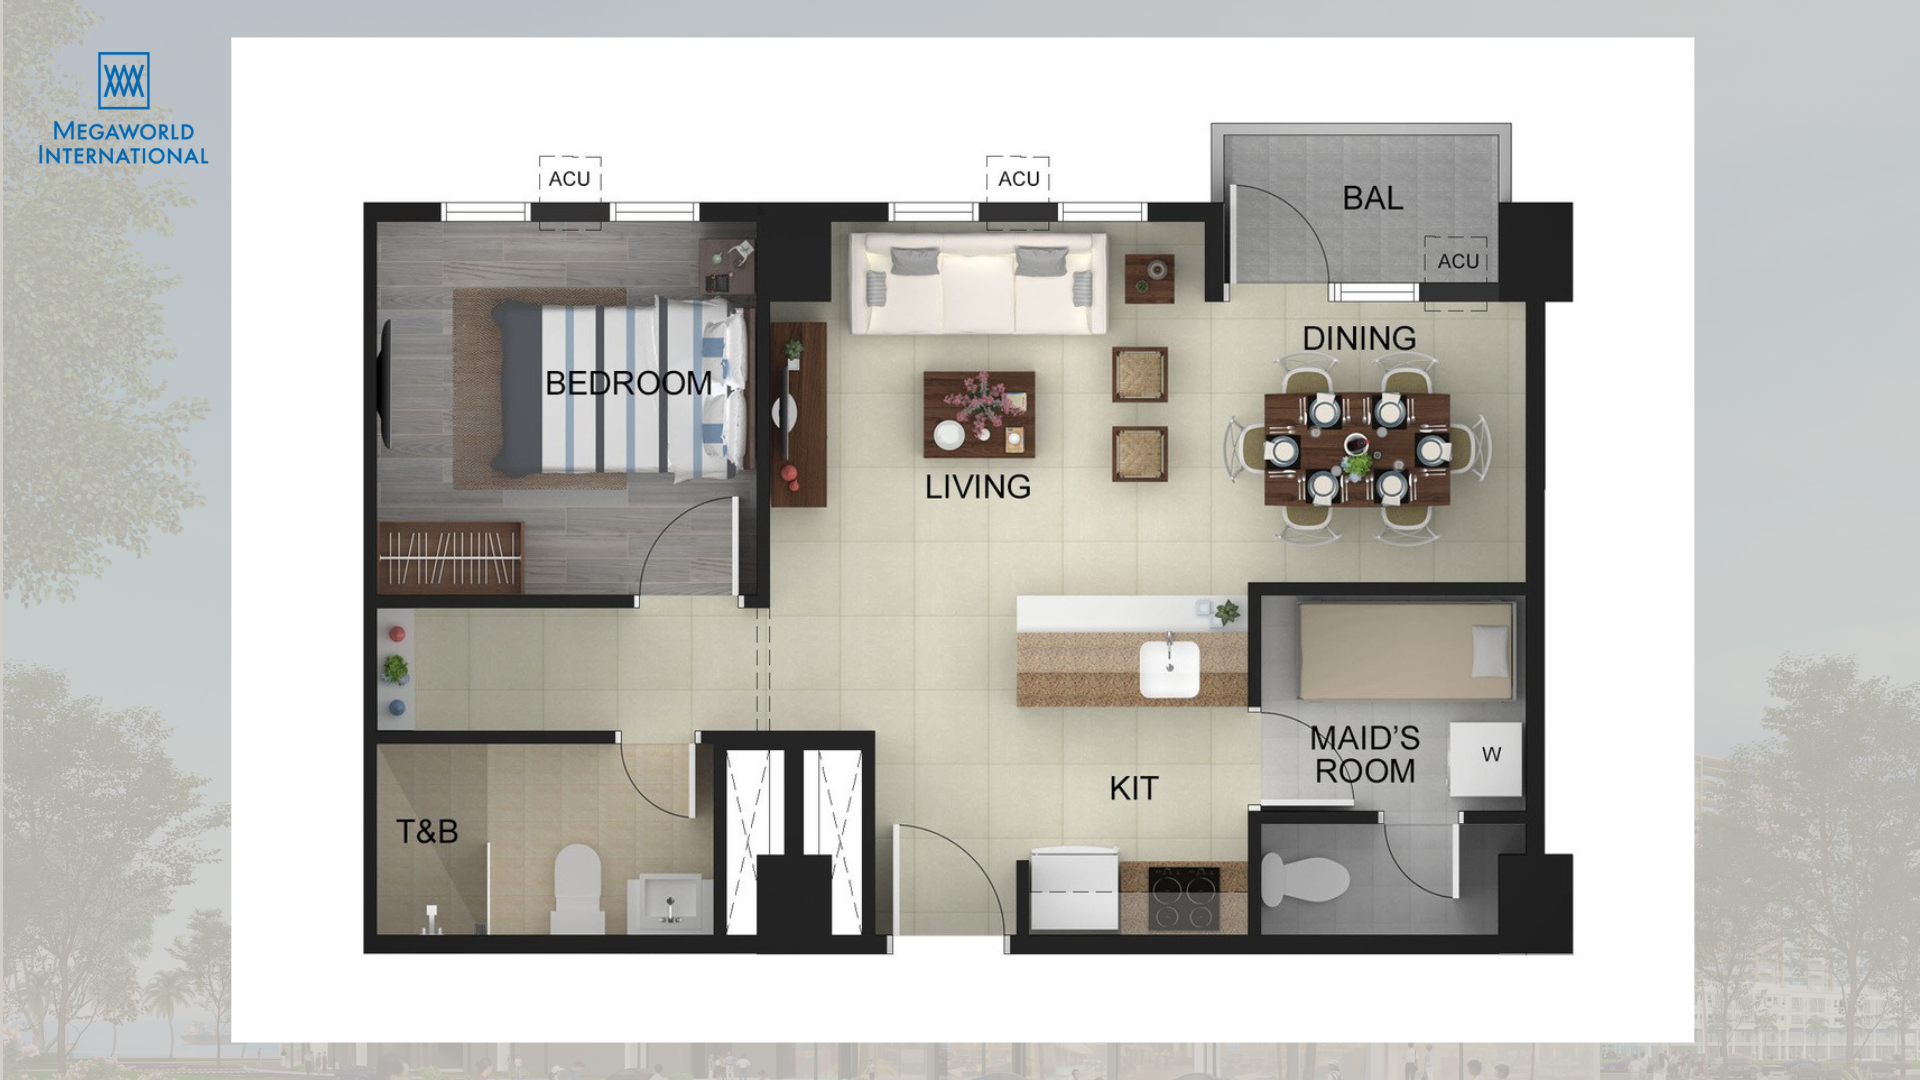 MEGAWORLD
INTERNATIONAL
ACU
ACU
BAL
ACU
DINING
BEDROOM
LIVING
MAID'S
ROOM
W
KIT
T&B